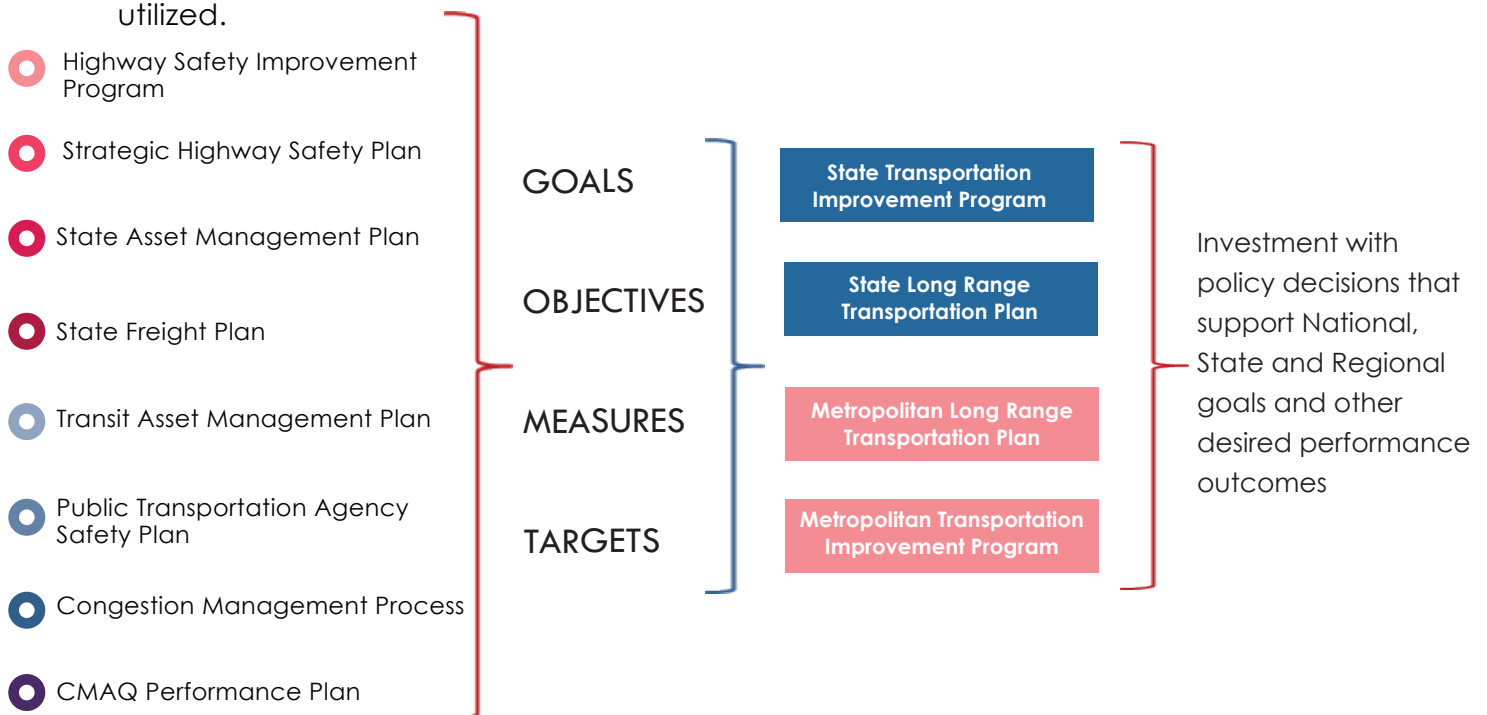 utilized.
Highway Safety Improvement
Program
Strategic Highway Safety Plan
State Asset Management Plan
State Freight Plan
Transit Asset Management Plan
Public Transportation Agency
Safety Plan
Congestion Management Process
CMAQ Performance Plan
GOALS
OBJECTIVES
MEASURES
TARGETS
State Transportation
Improvement Program
State Long Range
Transportation Plan
Metropolitan Long Range
Transportation Plan
Metropolitan Transportation
Improvement Program
Investment with
policy decisions that
support National,
State and Regional
goals and other
desired performance
outcomes